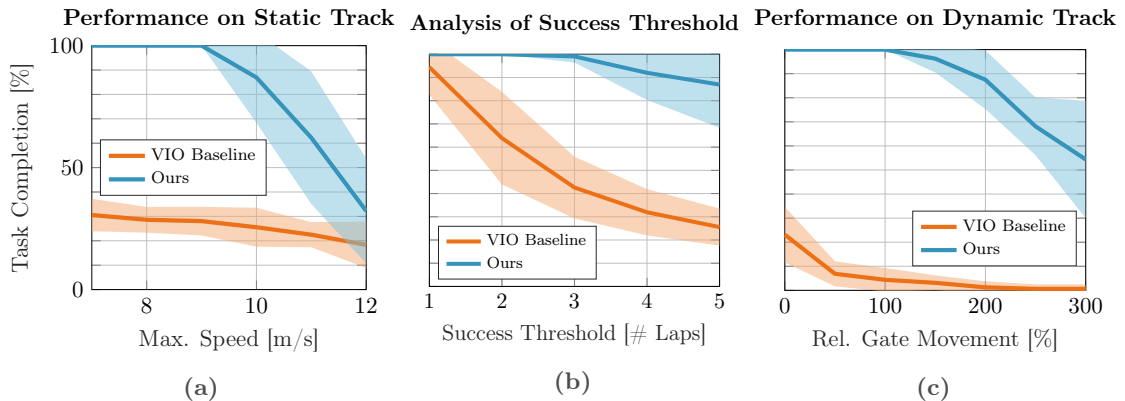 Performance on Static Track
Task Completion [%]
100
50
0
VIO Baseline
Ours
8
10
12
Max. Speed [m/s]
(a)
Analysis of Success Threshold
VIO Baseline
Ours
1
2
3
4
5
Success Threshold [# Laps]
(b)
Performance on Dynamic Track
VIO Baseline
Ours
0
100
200
300
Rel. Gate Movement [%]
(c)